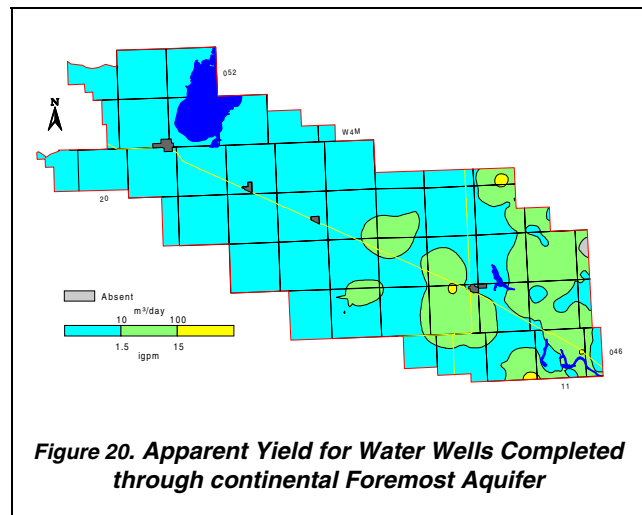 052
N
W4M
20
Absent
m³/day
10 100
1.5 15
igpm
046
11
Figure 20. Apparent Yield for Water Wells Completed
through continental Foremost Aquifer